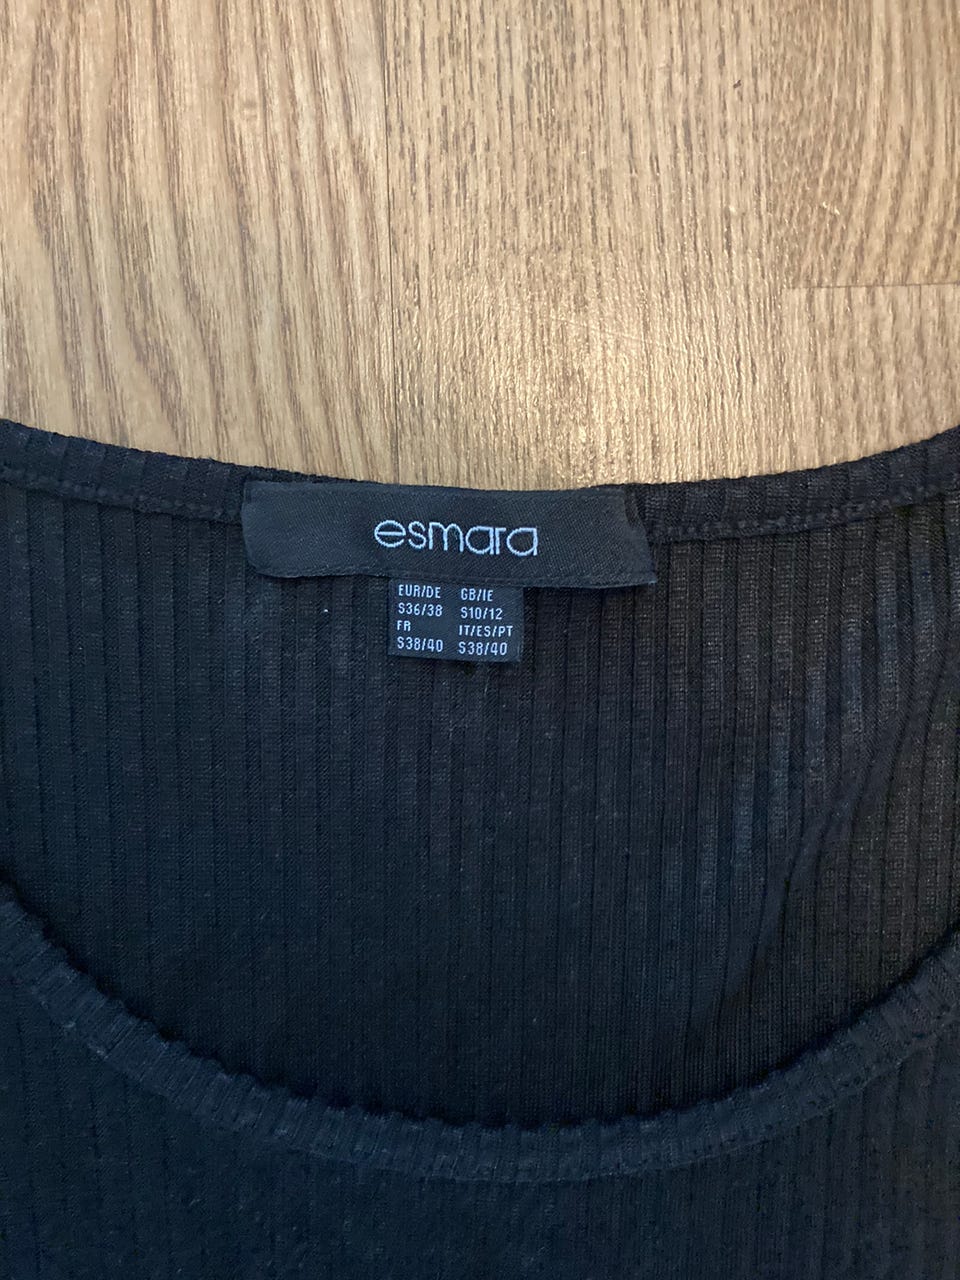 esmara
EUR/DE GB/IE
S36/38 S10/12
FR IT/ES/PT
S38/40 S38/40